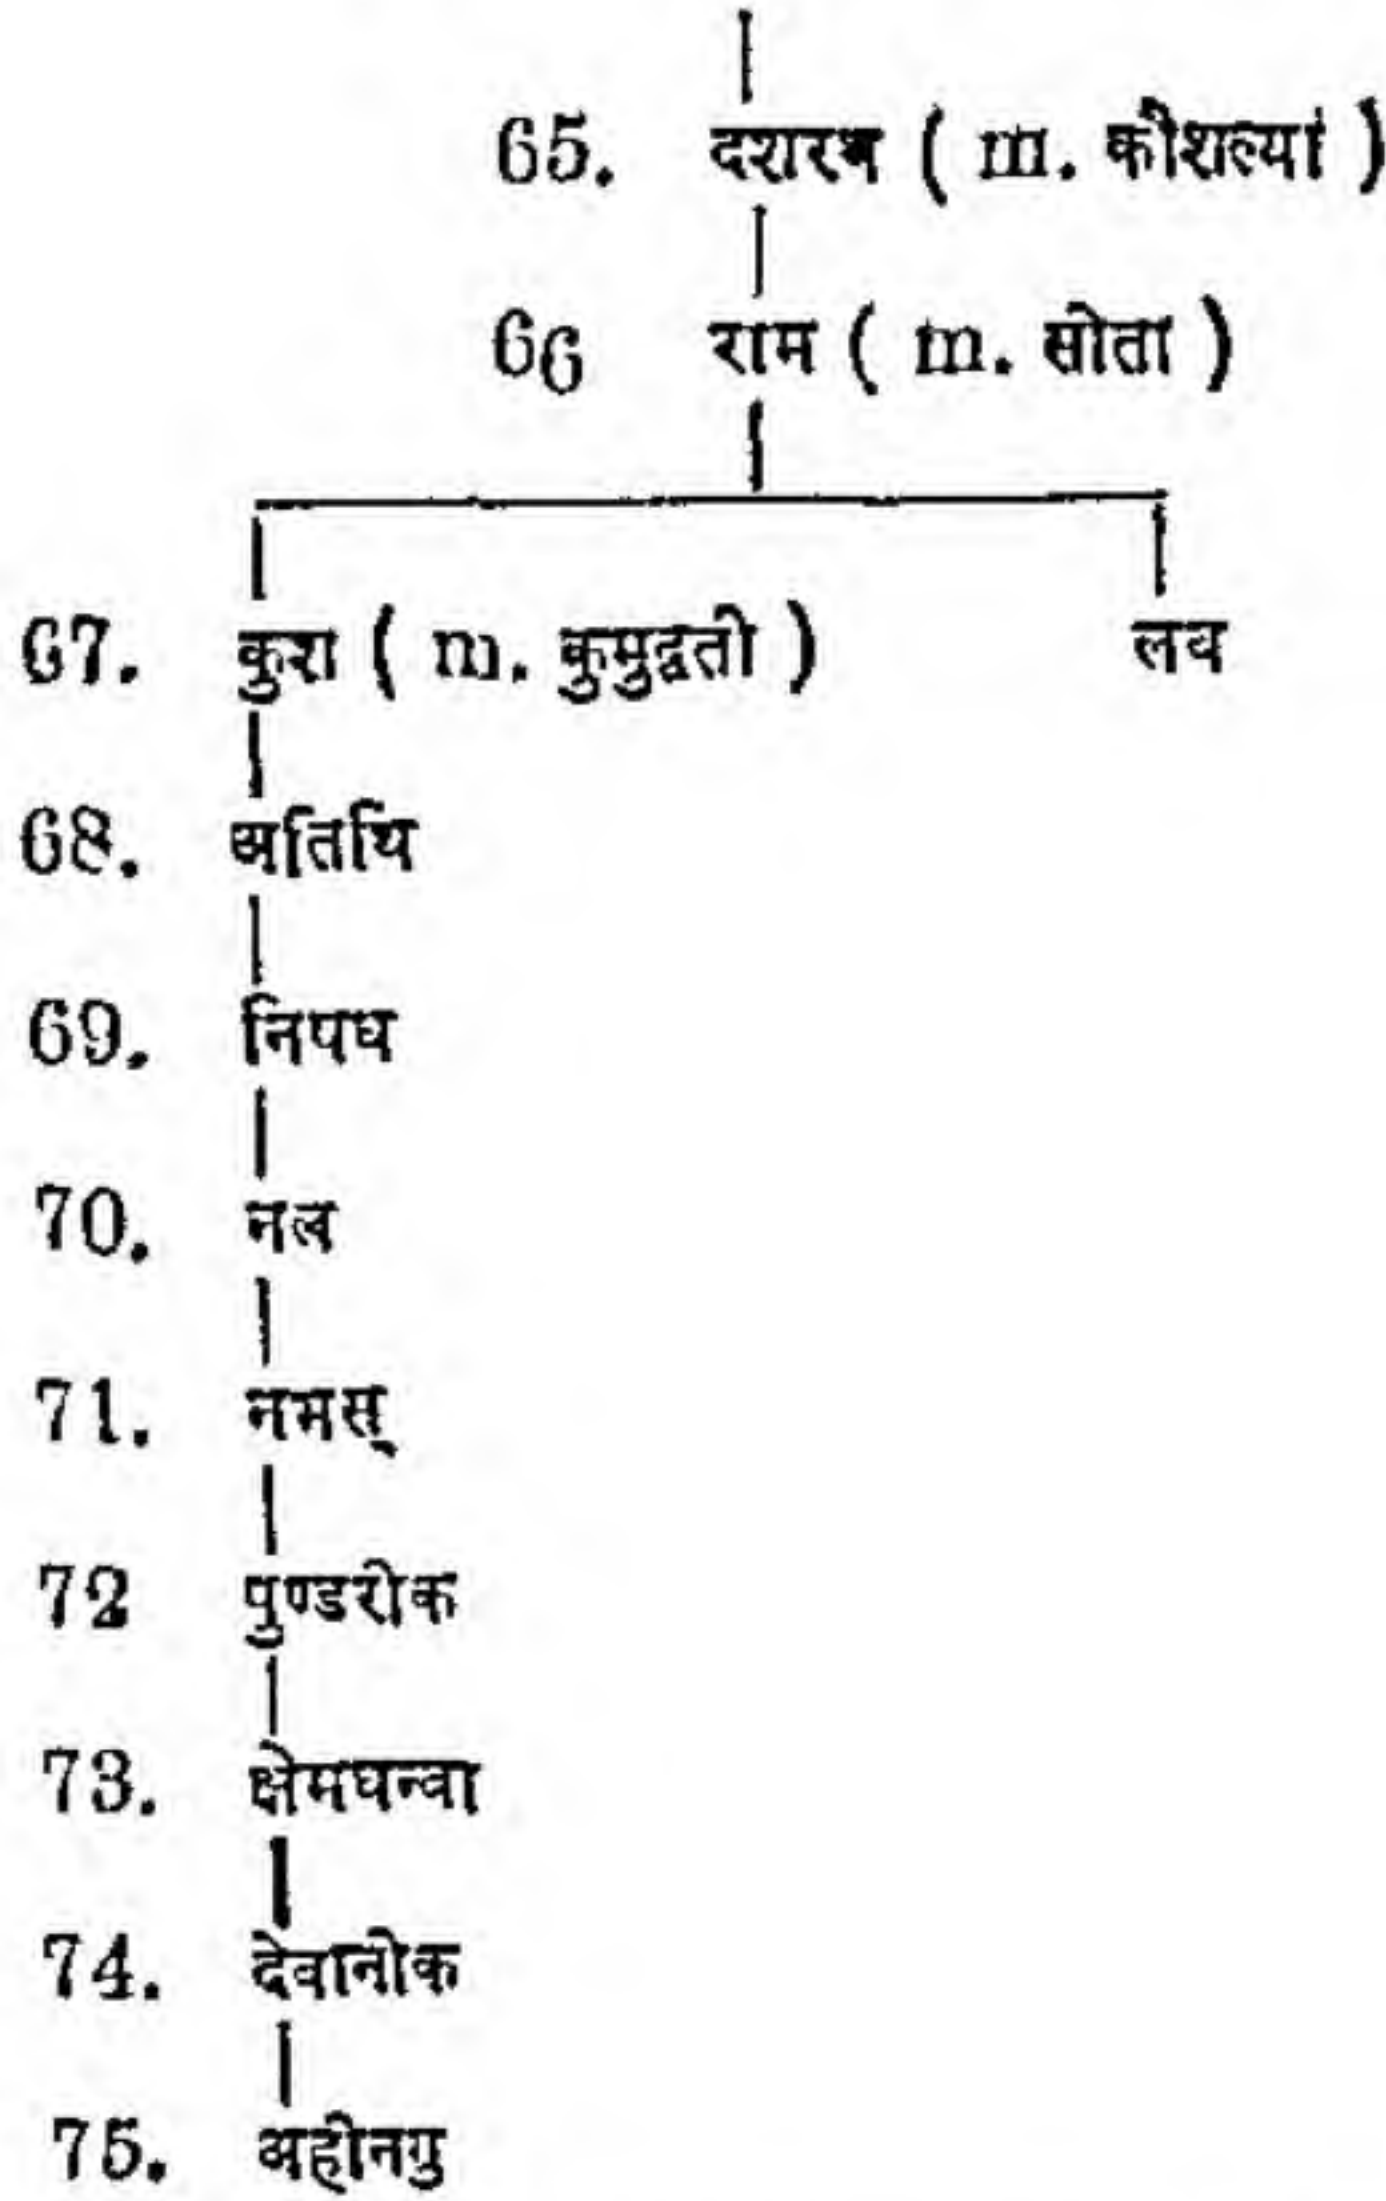 65. दशरथ ( m. कौशल्या )
66 राम ( m. सीता )
67. कुश ( m. कुमुद्वती ) लव
68. अतिथि
69. निषध
70. नल
71. नभस्
72 पुण्डरीक
73. क्षेमधन्वा
74. देवानीक
75. अहीनगु